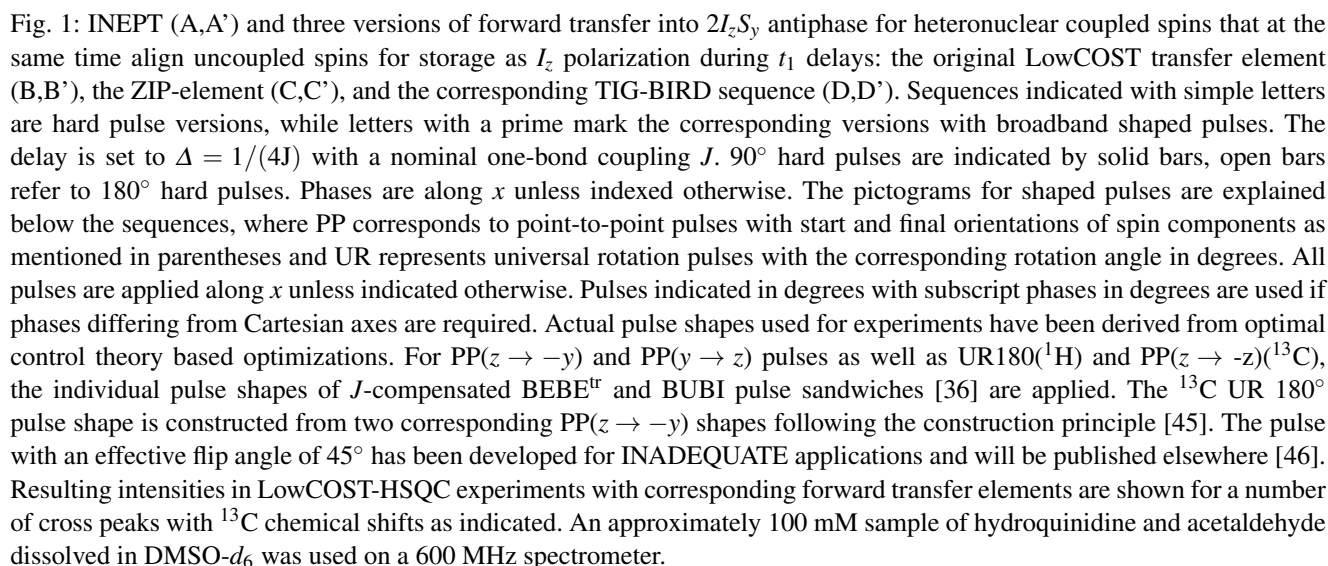 Fig. 1: INEPT (A,A’) and three versions of forward transfer into 2IzSy antiphase for heteronuclear coupled spins that at the
same time align uncoupled spins for storage as Iz polarization during t1 delays: the original LowCOST transfer element
(B,B’), the ZIP-element (C,C’), and the corresponding TIG-BIRD sequence (D,D’). Sequences indicated with simple letters
are hard pulse versions, while letters with a prime mark the corresponding versions with broadband shaped pulses. The
delay is set to Δ = 1/(4J) with a nominal one-bond coupling J. 90° hard pulses are indicated by solid bars, open bars
refer to 180° hard pulses. Phases are along x unless indexed otherwise. The pictograms for shaped pulses are explained
below the sequences, where PP corresponds to point-to-point pulses with start and final orientations of spin components as
mentioned in parentheses and UR represents universal rotation pulses with the corresponding rotation angle in degrees. All
pulses are applied along x unless indicated otherwise. Pulses indicated in degrees with subscript phases in degrees are used if
phases differing from Cartesian axes are required. Actual pulse shapes used for experiments have been derived from optimal
control theory based optimizations. For PP(z → −y) and PP(y → z) pulses as well as UR180(¹H) and PP(z → -z)(¹³C),
the individual pulse shapes of J-compensated BEBEᵗʳ and BUBI pulse sandwiches [36] are applied. The ¹³C UR 180°
pulse shape is constructed from two corresponding PP(z → −y) shapes following the construction principle [45]. The pulse
with an effective flip angle of 45° has been developed for INADEQUATE applications and will be published elsewhere [46].
Resulting intensities in LowCOST-HSQC experiments with corresponding forward transfer elements are shown for a number
of cross peaks with ¹³C chemical shifts as indicated. An approximately 100 mM sample of hydroquinidine and acetaldehyde
dissolved in DMSO-d₆ was used on a 600 MHz spectrometer.